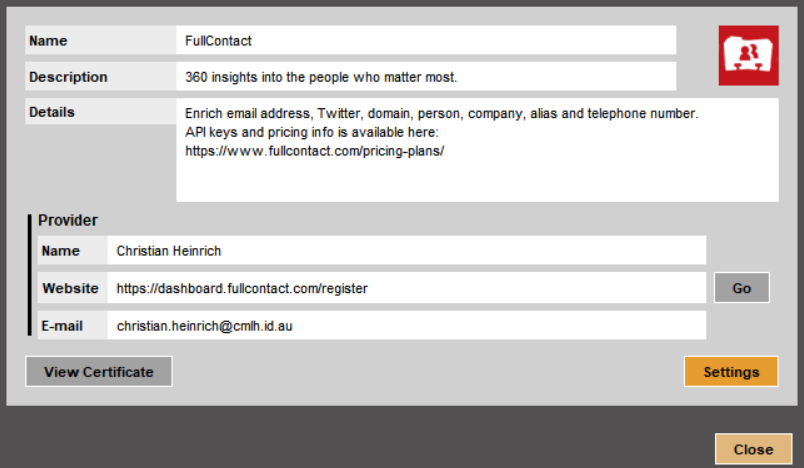 Name FullContact
Description 360 insights into the people who matter most.
Details Enrich email address, Twitter, domain, person, company, alias and telephone number.
API keys and pricing info is available here:
https://www.fullcontact.com/pricing-plans/
Provider
Name Christian Heinrich
Website https://dashboard.fullcontact.com/register Go
E-mail christian.heinrich@cmlh.id.au
View Certificate Settings
Close